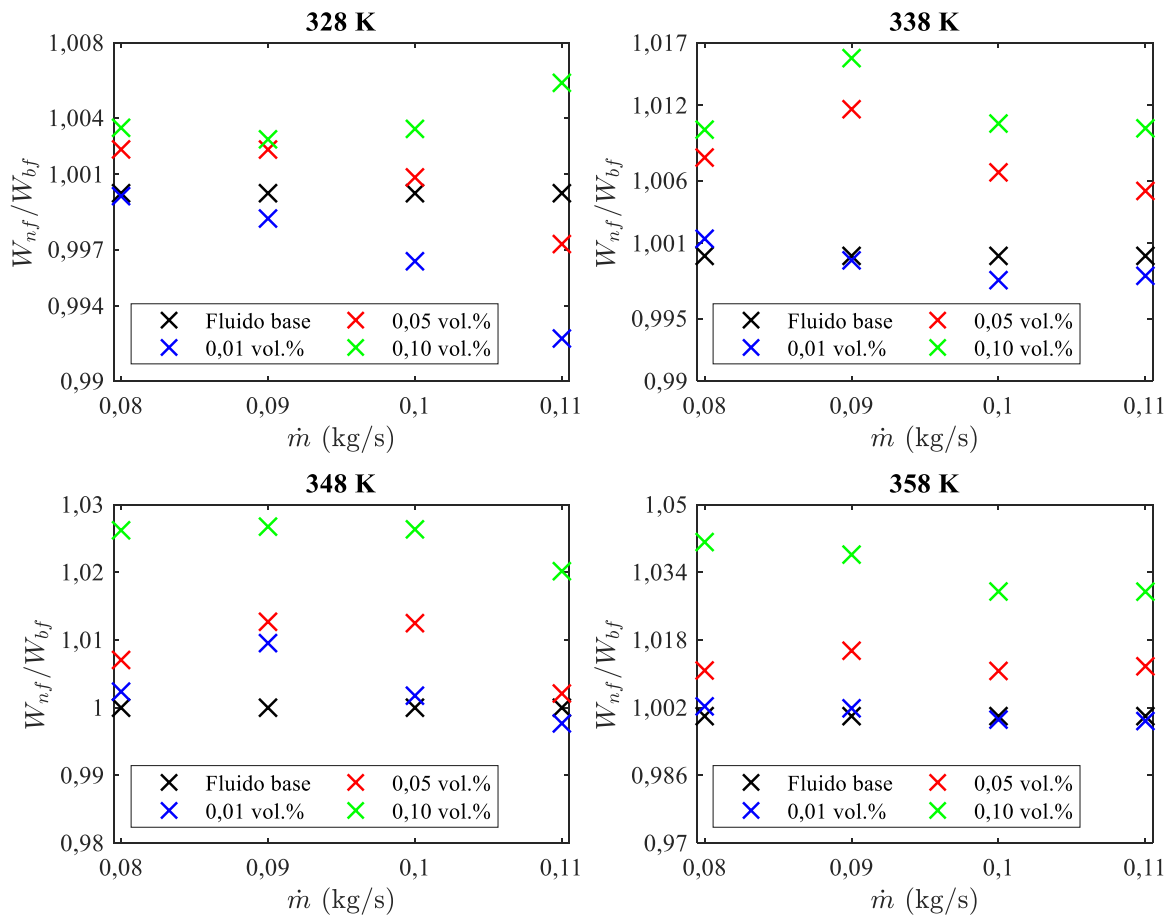 328 K
1,008
1,004
1,001
0,997
0,994
0,99
W_{nf}/W_{bf}
Fluido base
0,05 vol.%
0,01 vol.%
0,10 vol.%
0,08 0,09 0,1 0,11
ṁ (kg/s)
338 K
1,017
1,012
1,006
1,001
0,995
0,99
W_{nf}/W_{bf}
Fluido base
0,05 vol.%
0,01 vol.%
0,10 vol.%
0,08 0,09 0,1 0,11
ṁ (kg/s)
348 K
1,03
1,02
1,01
1
0,99
0,98
W_{nf}/W_{bf}
Fluido base
0,05 vol.%
0,01 vol.%
0,10 vol.%
0,08 0,09 0,1 0,11
ṁ (kg/s)
358 K
1,05
1,034
1,018
1,002
0,986
0,97
W_{nf}/W_{bf}
Fluido base
0,05 vol.%
0,01 vol.%
0,10 vol.%
0,08 0,09 0,1 0,11
ṁ (kg/s)